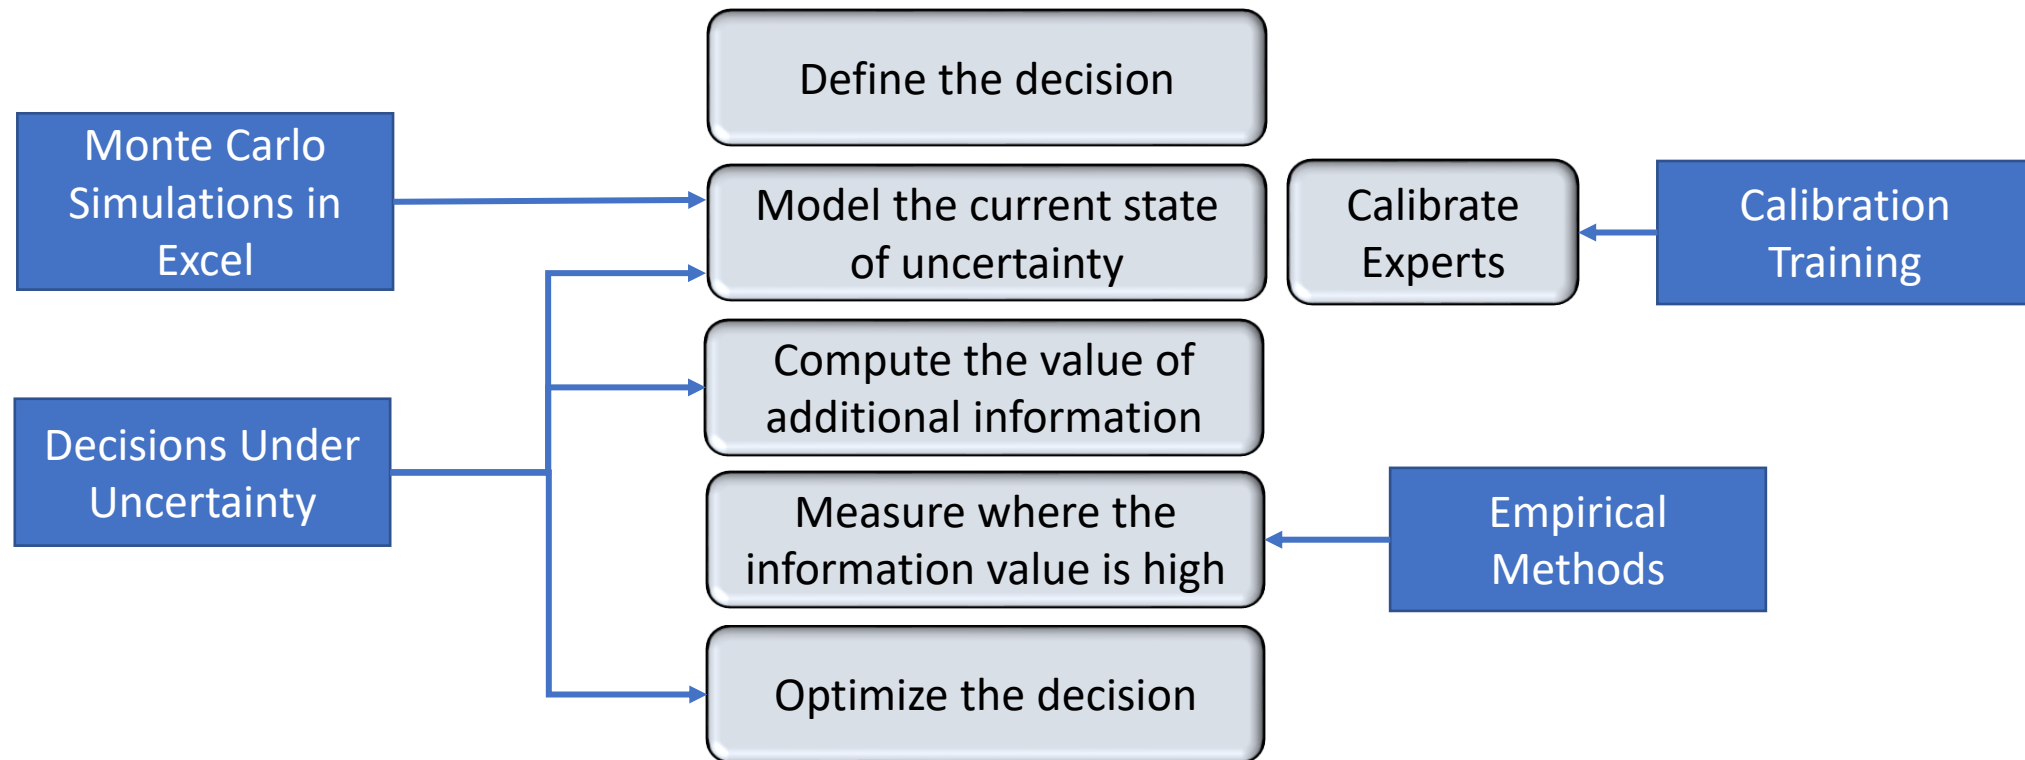 Define the decision
Monte Carlo
Simulations in
Excel
Model the current state
of uncertainty
Calibrate
Experts
Calibration
Training
Compute the value of
additional information
Decisions Under
Uncertainty
Measure where the
information value is high
Empirical
Methods
Optimize the decision